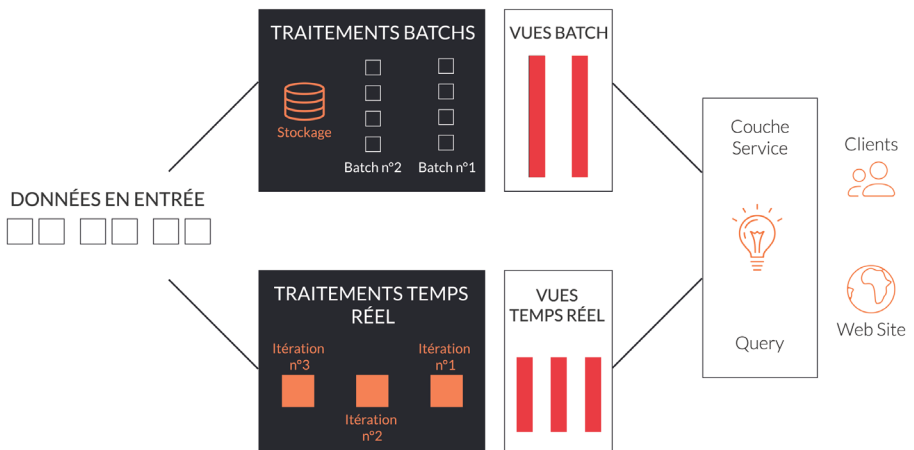 DONNÉES EN ENTRÉE
TRAITEMENTS BATCHS
Stockage
Batch n°2
Batch n°1
VUES BATCH
TRAITEMENTS TEMPS
RÉEL
Itération
n°3
Itération
n°2
Itération
n°1
VUES
TEMPS RÉEL
Couche
Service
Query
Clients
Web Site